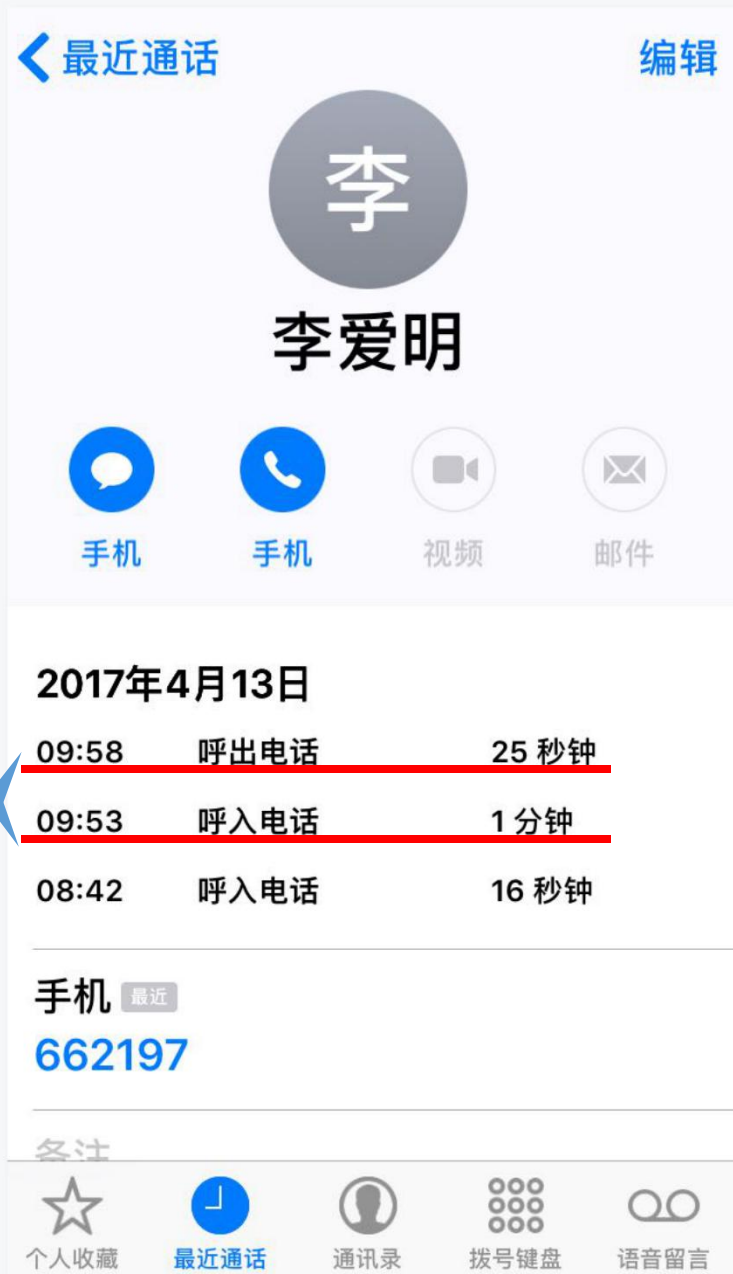 最近通话 编辑
李
李爱明
手机 手机 视频 邮件
2017年4月13日
09:58 呼出电话 25 秒钟
09:53 呼入电话 1 分钟
08:42 呼入电话 16 秒钟
手机 最近
662197
备注
个人收藏 最近通话 通讯录 拨号键盘 语音留言